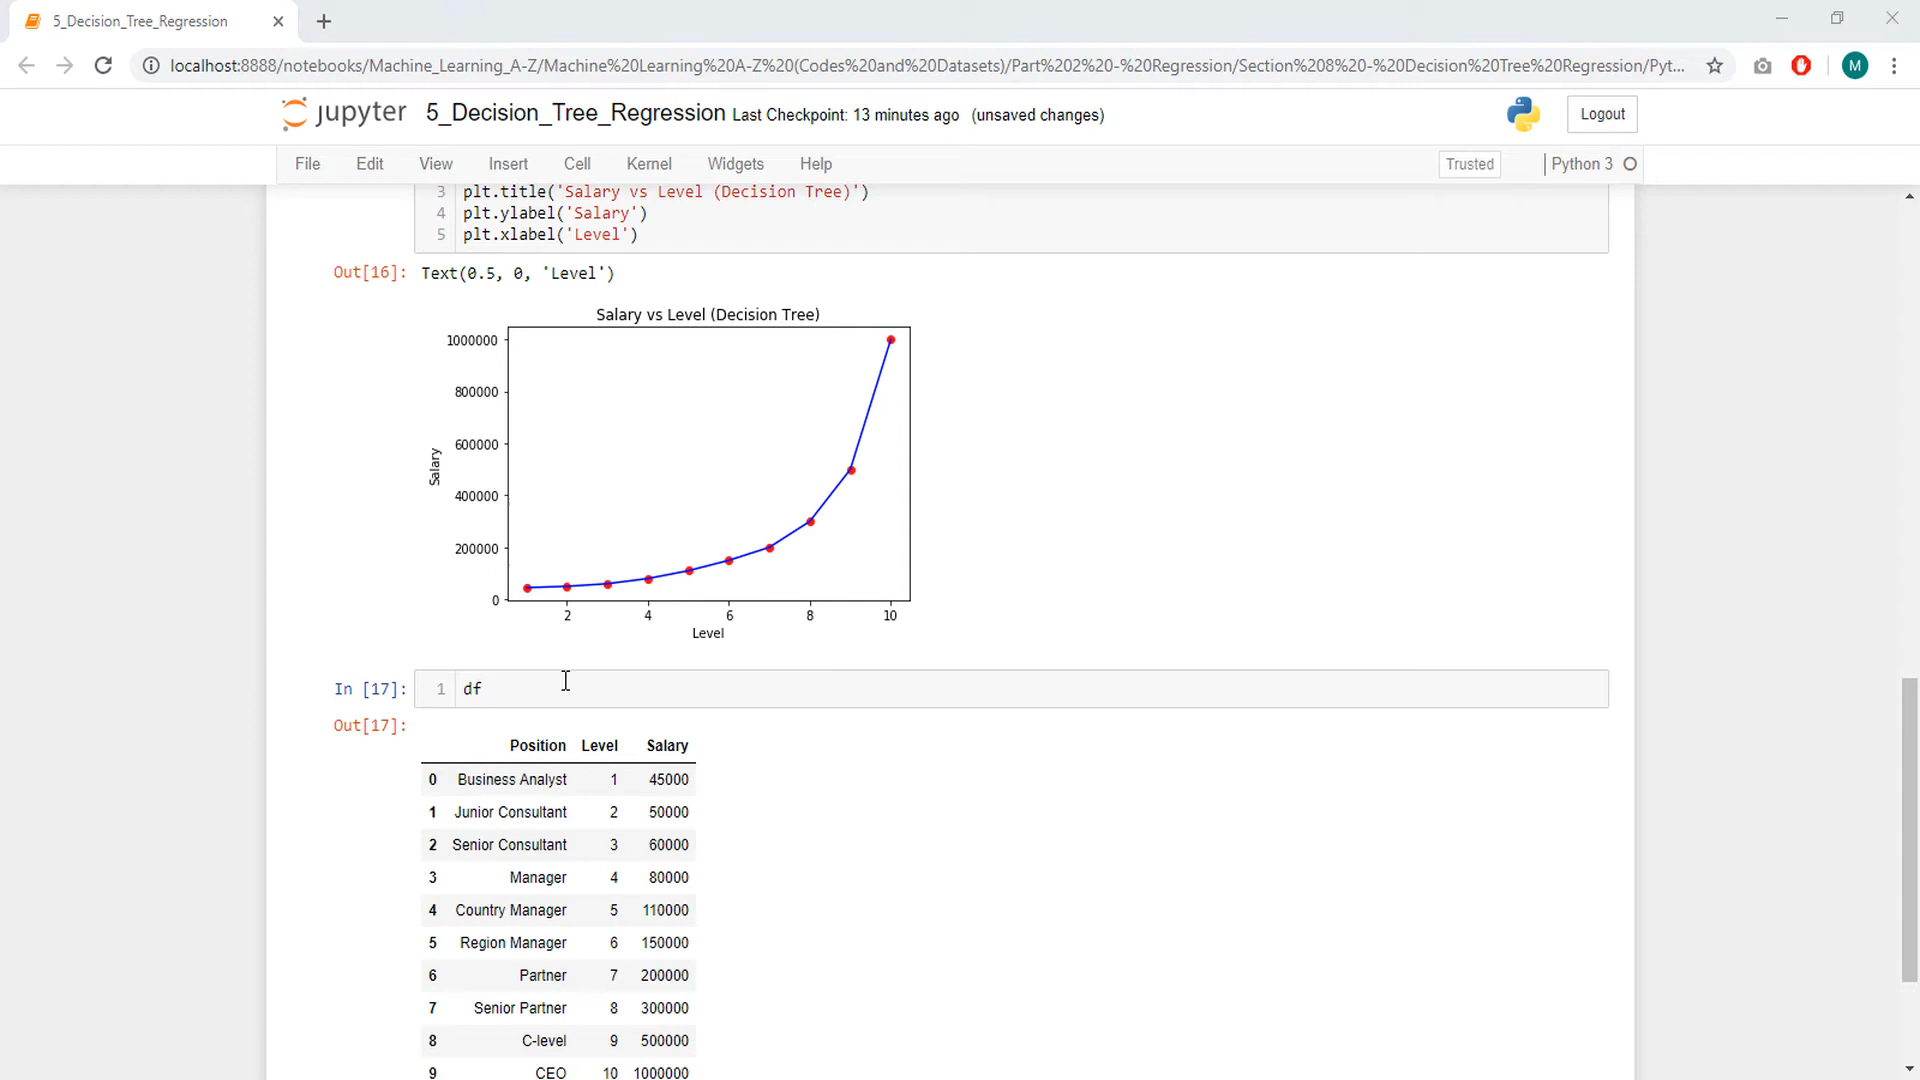 5_Decision_Tree_Regression
localhost:8888/notebooks/Machine_Learning_A-Z/Machine%20Learning%20A-Z%20(Codes%20and%20Datasets)/Part%202%20-%20Regression/Section%208%20-%20Decision%20Tree%20Regression/Pyt...
M
jupyter 5_Decision_Tree_Regression Last Checkpoint: 13 minutes ago (unsaved changes)
Logout
File Edit View Insert Cell Kernel Widgets Help
Trusted
Python 3
3 plt.title('Salary vs Level (Decision Tree)')
4 plt.ylabel('Salary')
5 plt.xlabel('Level')
Out[16]: Text(0.5, 0, 'Level')
Salary vs Level (Decision Tree)
1000000
800000
600000
400000
200000
0
Salary
2 4 6 8 10
Level
In [17]: 1 df
Out[17]:
Position Level Salary
0 Business Analyst 1 45000
1 Junior Consultant 2 50000
2 Senior Consultant 3 60000
3 Manager 4 80000
4 Country Manager 5 110000
5 Region Manager 6 150000
6 Partner 7 200000
7 Senior Partner 8 300000
8 C-level 9 500000
9 CEO 10 1000000